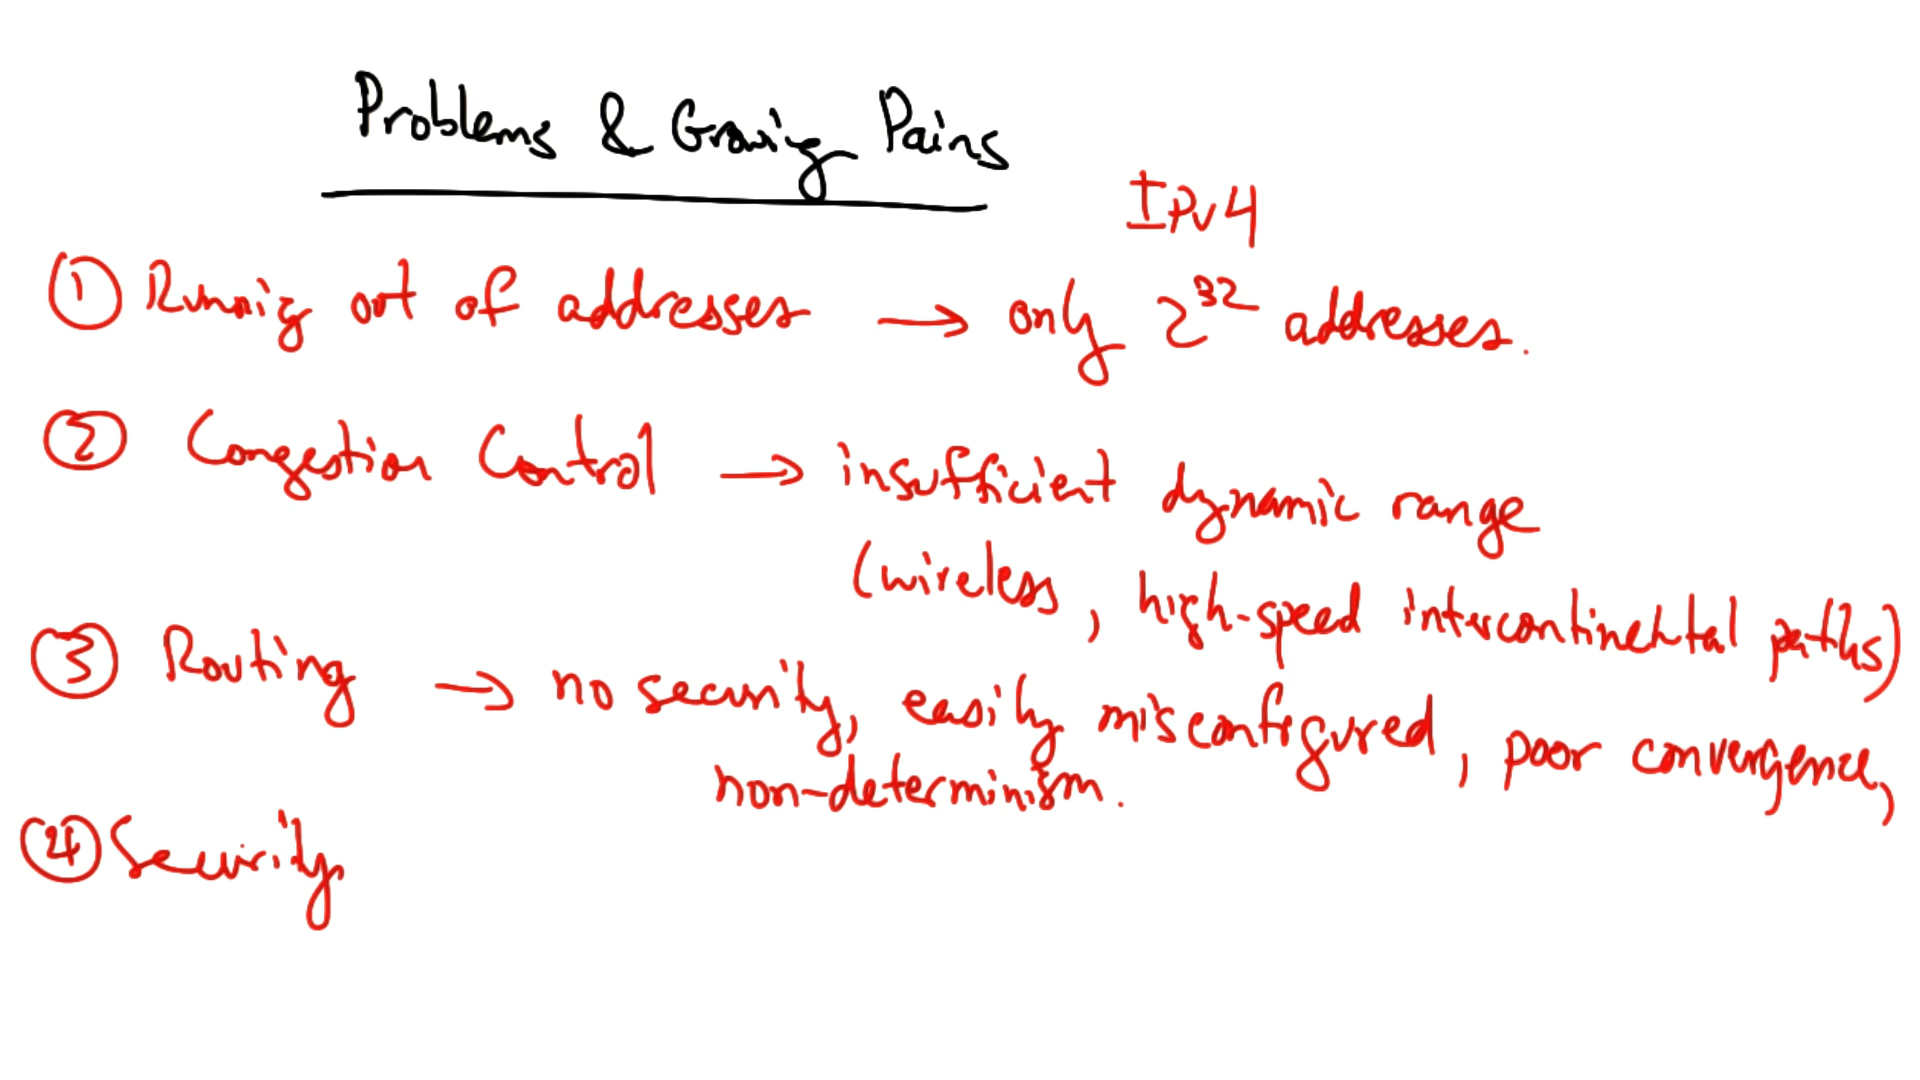 Problems & Growing Pains
IPv4
① Running out of addresses → only 2³² addresses.
② Congestion Control → insufficient dynamic range
(wireless, high-speed intercontinental paths)
③ Routing → no security, easily misconfigured, poor convergence,
non-determinism.
④ Security